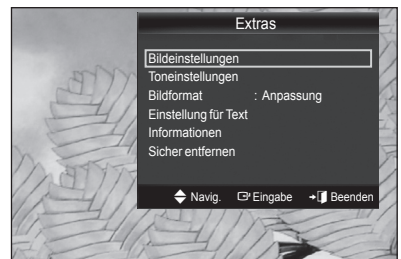 Extras
Bildeinstellungen
Toneinstellungen
Bildformat : Anpassung
Einstellung für Text
Informationen
Sicher entfernen
Navig. Eingabe Beenden